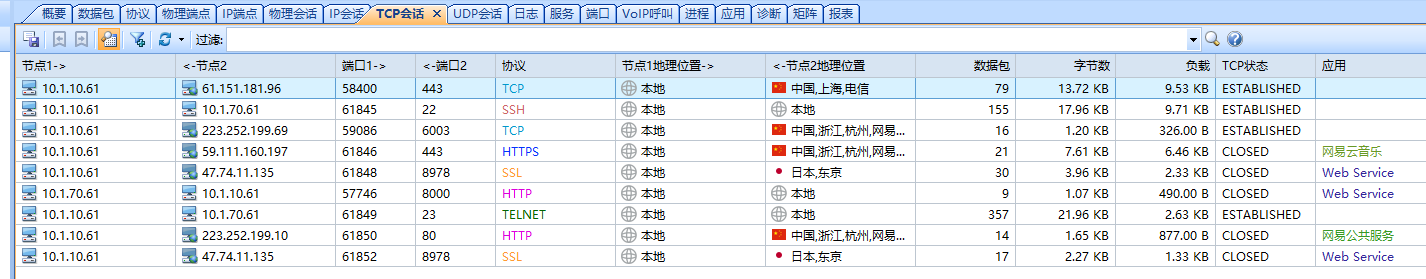 概要 数据包 协议 物理端点 IP端点 物理会话 IP会话 TCP会话 UDP会话 日志 服务 端口 VoIP呼叫 进程 应用 诊断 矩阵 报表
过滤:
节点1-> <-节点2 端口1-> <-端口2 协议 节点1地理位置-> <-节点2地理位置 数据包 字节数 负载 TCP状态 应用
10.1.10.61 61.151.181.96 58400 443 TCP 本地 中国,上海,电信 79 13.72 KB 9.53 KB ESTABLISHED
10.1.10.61 10.1.70.61 61845 22 SSH 本地 本地 155 17.96 KB 9.71 KB ESTABLISHED
10.1.10.61 223.252.199.69 59086 6003 TCP 本地 中国,浙江,杭州,网易... 16 1.20 KB 326.00 B ESTABLISHED
10.1.10.61 59.111.160.197 61846 443 HTTPS 本地 中国,浙江,杭州,网易... 21 7.61 KB 6.46 KB CLOSED 网易云音乐
10.1.10.61 47.74.11.135 61848 8978 SSL 本地 日本,东京 30 3.96 KB 2.33 KB CLOSED Web Service
10.1.70.61 10.1.10.61 57746 8000 HTTP 本地 本地 9 1.07 KB 490.00 B CLOSED Web Service
10.1.10.61 10.1.70.61 61849 23 TELNET 本地 本地 357 21.96 KB 2.63 KB ESTABLISHED
10.1.10.61 223.252.199.10 61850 80 HTTP 本地 中国,浙江,杭州,网易... 14 1.65 KB 877.00 B CLOSED 网易公共服务
10.1.10.61 47.74.11.135 61852 8978 SSL 本地 日本,东京 17 2.27 KB 1.33 KB CLOSED Web Service